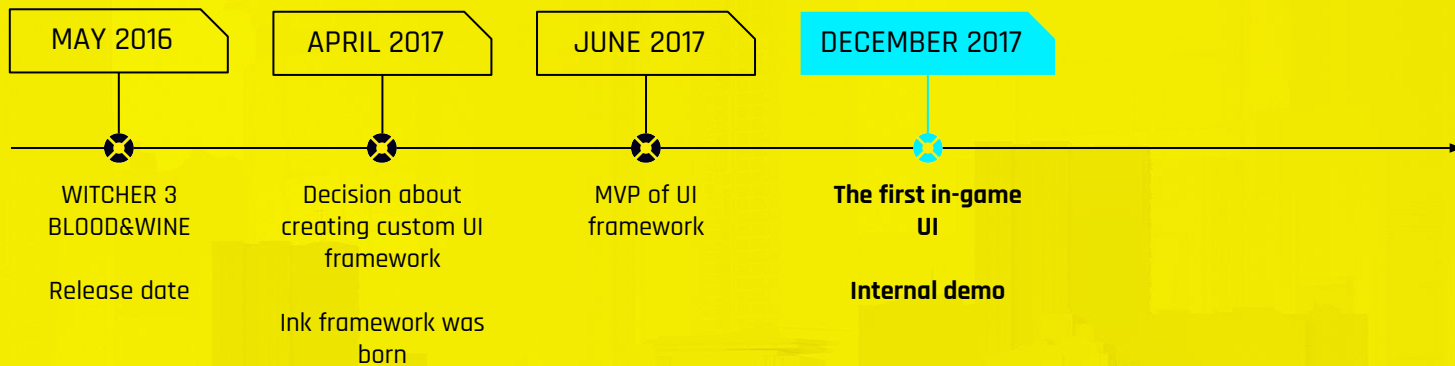 MAY 2016
APRIL 2017
JUNE 2017
DECEMBER 2017
WITCHER 3
BLOOD&WINE
Release date
Decision about
creating custom UI
framework
Ink framework was
born
MVP of UI
framework
The first in-game
UI
Internal demo